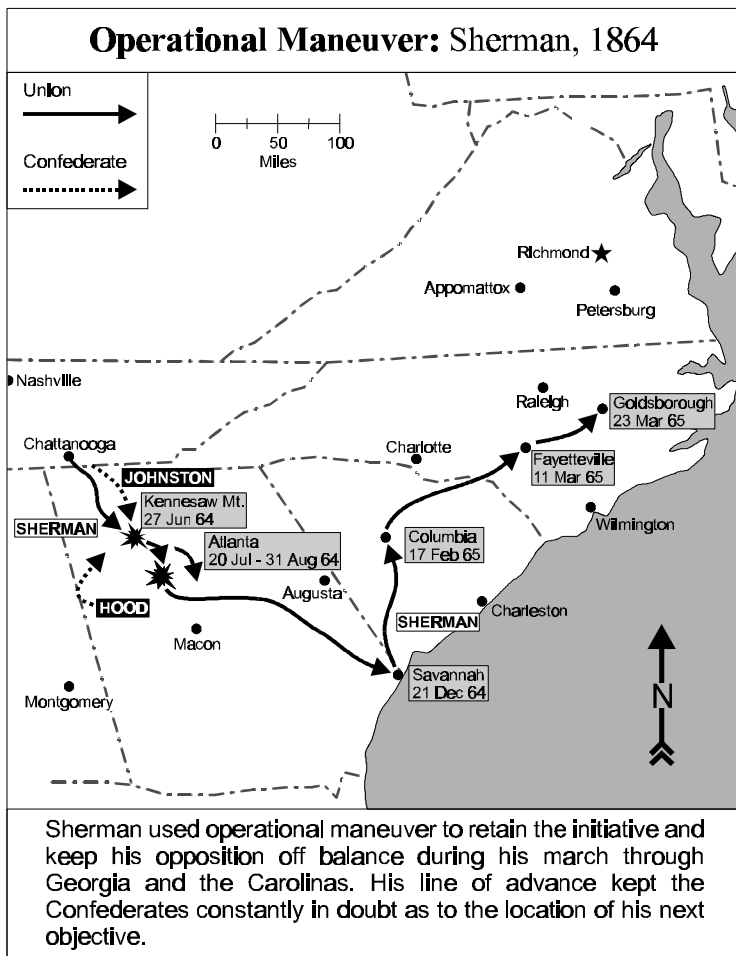 Operational Maneuver: Sherman, 1864
Union
Confederate
0 50 100
Miles
Richmond
Appomattox
Petersburg
Nashville
Raleigh
Goldsborough
23 Mar 65
Chattanooga
Charlotte
Fayetteville
11 Mar 65
JOHNSTON
Kennesaw Mt.
27 Jun 64
SHERMAN
Atlanta
20 Jul - 31 Aug 64
Columbia
17 Feb 65
Wilmington
Augusta
HOOD
Charleston
SHERMAN
Macon
Savannah
21 Dec 64
Montgomery
N
Sherman used operational maneuver to retain the initiative and
keep his opposition off balance during his march through
Georgia and the Carolinas. His line of advance kept the
Confederates constantly in doubt as to the location of his next
objective.